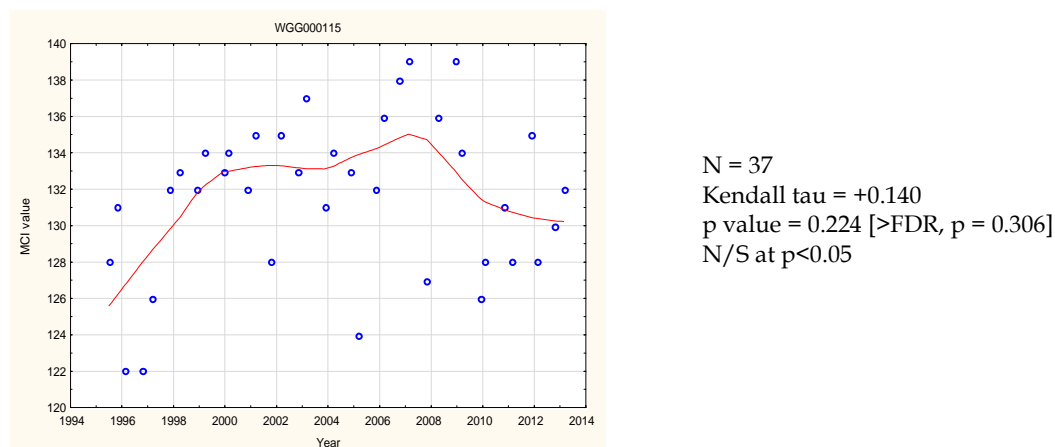 WGG000115
140
138
136
134
132
130
128
126
124
122
120
MCI value
1994 1996 1998 2000 2002 2004 2006 2008 2010 2012 2014
Year
N = 37
Kendall tau = +0.140
p value = 0.224 [>FDR, p = 0.306]
N/S at p<0.05